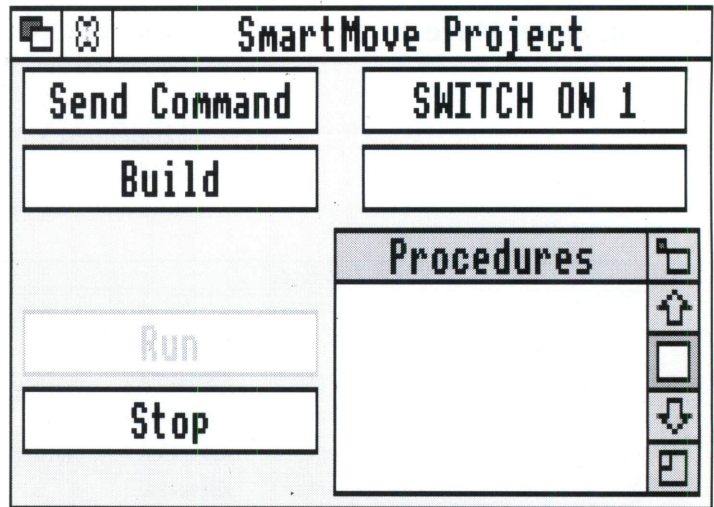 SmartMove Project
Send Command
SWITCH ON 1
Build
Procedures
Run
Stop